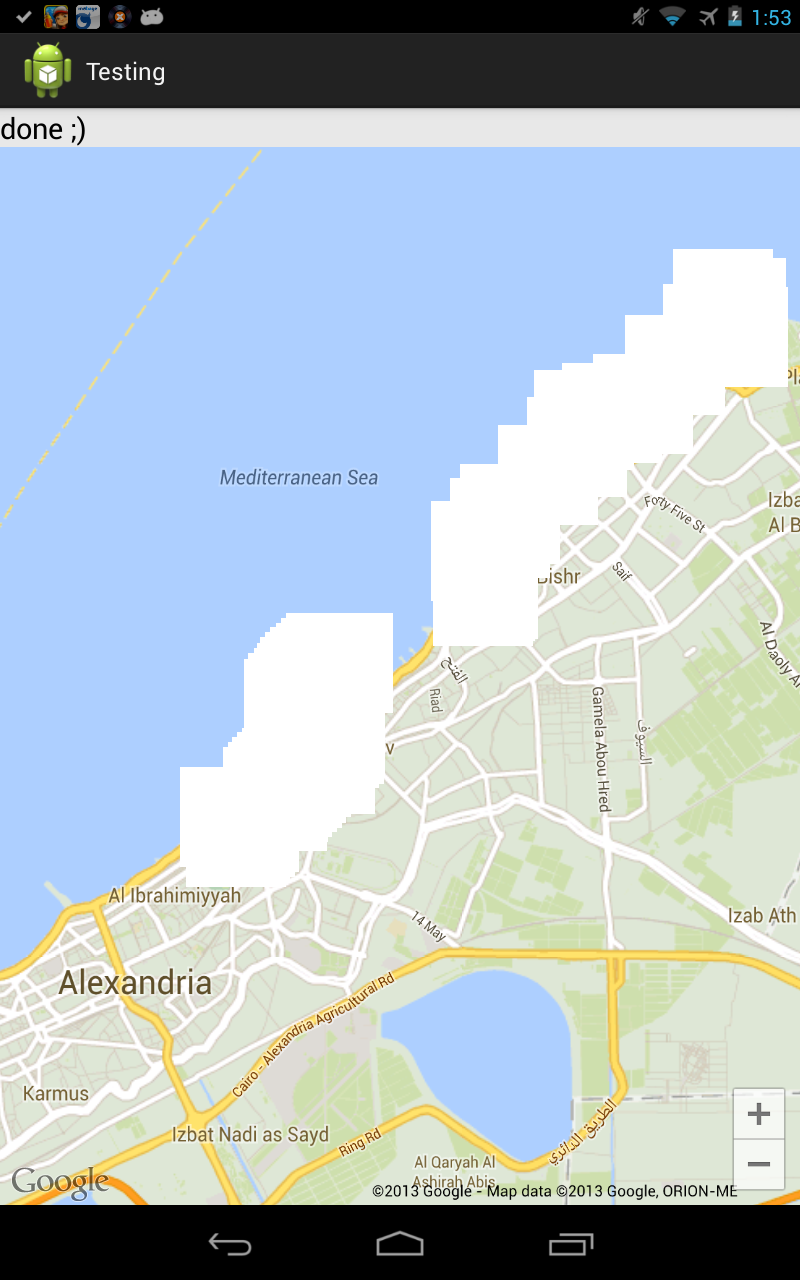 1:53
Testing
done ;)
Mediterranean Sea
Forty Five St
Izba
Al B
Bishr
Saif
Al Daoly A
الفتح
Riad
Gamela Abou Hred
السيوف
v
Al Ibrahimiyyah
14 May
Izab Ath
Alexandria
Cairo - Alexandria Agricultural Rd
Karmus
Izbat Nadi as Sayd
Ring Rd
الطريق الدائري
Al Qaryah Al
Ashirah Abis
Google
©2013 Google - Map data ©2013 Google, ORION-ME